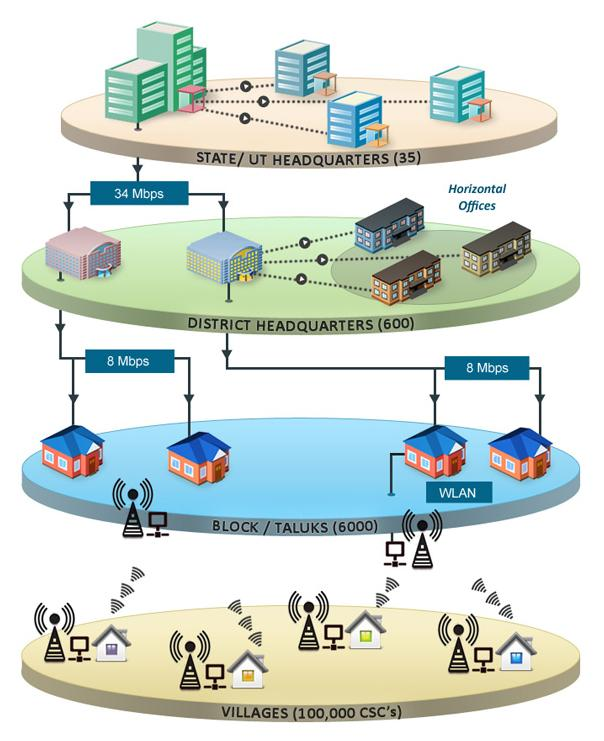 STATE/ UT HEADQUARTERS (35)
34 Mbps
Horizontal
Offices
DISTRICT HEADQUARTERS (600)
8 Mbps
8 Mbps
WLAN
BLOCK / TALUKS (6000)
VILLAGES (100,000 CSC's)